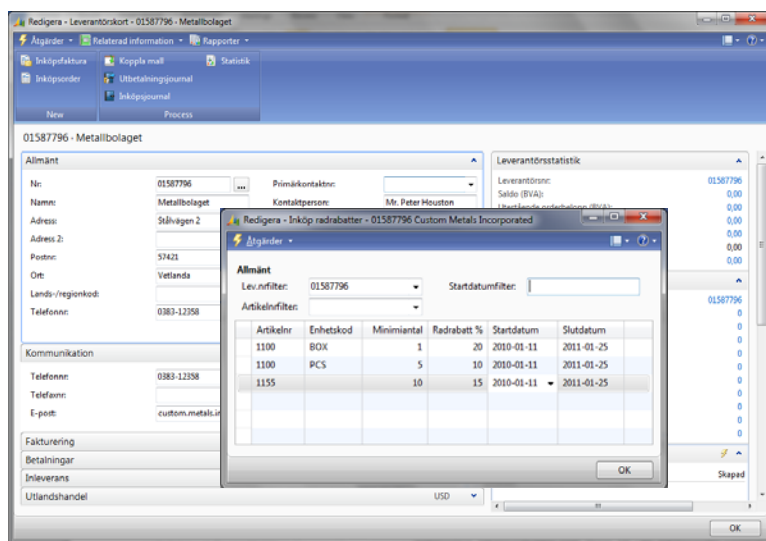 Redigera - Leverantörskort - 01587796 - Metallbolaget
Åtgärder Relaterad information Rapporter
Inköpsfaktura Koppla mall Statistik
Inköpsorder Utbetalningsjournal
Inköpsjournal
New Process
01587796 - Metallbolaget
Allmänt
Nr: 01587796 ... Primärkontaktnr:
Namn: Metallbolaget Kontaktperson: Mr. Peter Houston
Adress: Stålvägen 2
Adress 2:
Postnr: 57421
Ort: Vetlanda
Lands-/regionkod:
Telefonnr: 0383-12358
Kommunikation
Telefonnr: 0383-12358
Telefaxnr:
E-post: custom.metals.in
Fakturering
Betalningar
Inleverans
Utlandshandel USD
Leverantörsstatistik
Leverantörsnr: 01587796
Saldo (BVA): 0,00
Utestående orderbelopp (BVA): 0,00
0,00
0,00
0,00
01587796
0
0
0
0
0
0
0
0
0
0
Skapad
OK
Redigera - Inköp radrabatter - 01587796 Custom Metals Incorporated
Åtgärder
Allmänt
Lev.nrfilter: 01587796 Startdatumfilter:
Artikelnrfilter:
Artikelnr Enhetskod Minimiantal Radrabatt % Startdatum Slutdatum
1100 BOX 1 20 2010-01-11 2011-01-25
1100 PCS 5 10 2010-01-11 2011-01-25
1155 10 15 2010-01-11 2011-01-25
OK